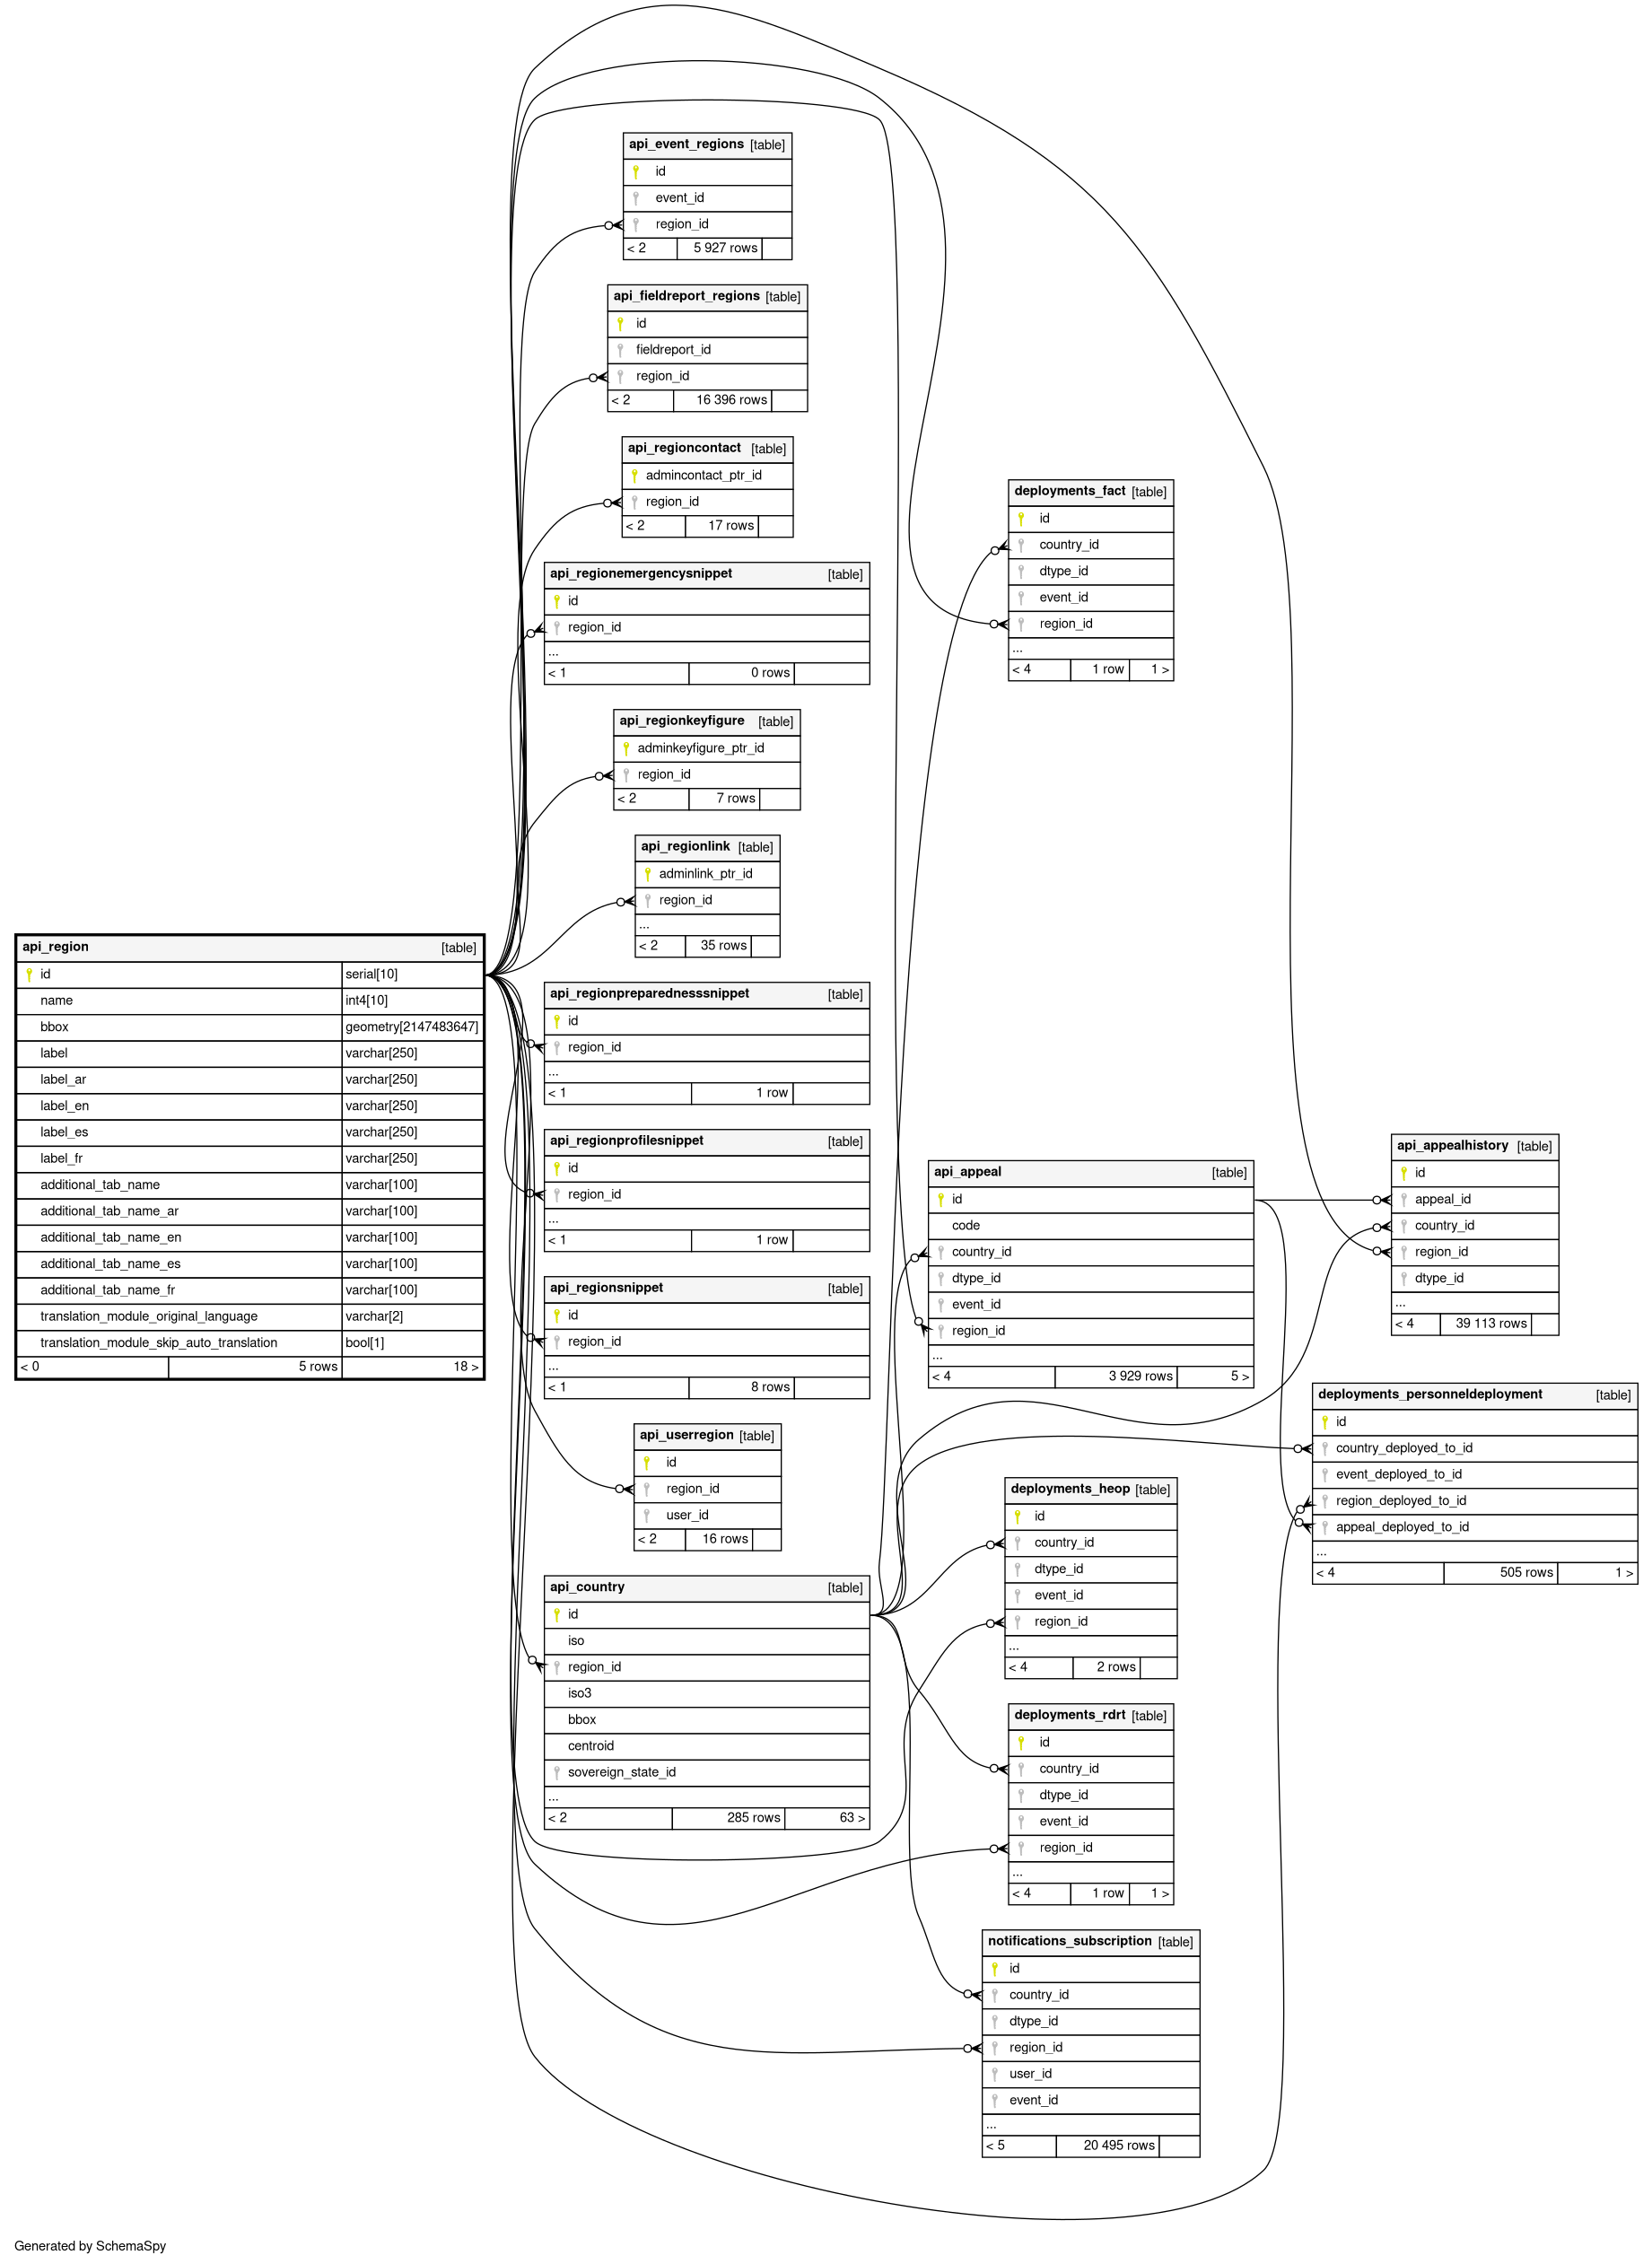 api_event_regions [table]
id
event_id
region_id
< 2 5 927 rows
api_fieldreport_regions [table]
id
fieldreport_id
region_id
< 2 16 396 rows
api_regioncontact [table]
admincontact_ptr_id
region_id
< 2 17 rows
api_regionemergencysnippet [table]
id
region_id
...
< 1 0 rows
api_regionkeyfigure [table]
adminkeyfigure_ptr_id
region_id
< 2 7 rows
api_regionlink [table]
adminlink_ptr_id
region_id
...
< 2 35 rows
api_region [table]
id serial[10]
name int4[10]
bbox geometry[2147483647]
label varchar[250]
label_ar varchar[250]
label_en varchar[250]
label_es varchar[250]
label_fr varchar[250]
additional_tab_name varchar[100]
additional_tab_name_ar varchar[100]
additional_tab_name_en varchar[100]
additional_tab_name_es varchar[100]
additional_tab_name_fr varchar[100]
translation_module_original_language varchar[2]
translation_module_skip_auto_translation bool[1]
< 0 5 rows 18 >
api_regionpreparednesssnippet [table]
id
region_id
...
< 1 1 row
api_regionprofilesnippet [table]
id
region_id
...
< 1 1 row
api_regionsnippet [table]
id
region_id
...
< 1 8 rows
api_userregion [table]
id
region_id
user_id
< 2 16 rows
api_country [table]
id
iso
region_id
iso3
bbox
centroid
sovereign_state_id
...
< 2 285 rows 63 >
deployments_fact [table]
id
country_id
dtype_id
event_id
region_id
...
< 4 1 row 1 >
api_appeal [table]
id
code
country_id
dtype_id
event_id
region_id
...
< 4 3 929 rows 5 >
deployments_heop [table]
id
country_id
dtype_id
event_id
region_id
...
< 4 2 rows
deployments_rdrt [table]
id
country_id
dtype_id
event_id
region_id
...
< 4 1 row 1 >
notifications_subscription [table]
id
country_id
dtype_id
region_id
user_id
event_id
...
< 5 20 495 rows
api_appealhistory [table]
id
appeal_id
country_id
region_id
dtype_id
...
< 4 39 113 rows
deployments_personneldeployment [table]
id
country_deployed_to_id
event_deployed_to_id
region_deployed_to_id
appeal_deployed_to_id
...
< 4 505 rows 1 >
Generated by SchemaSpy